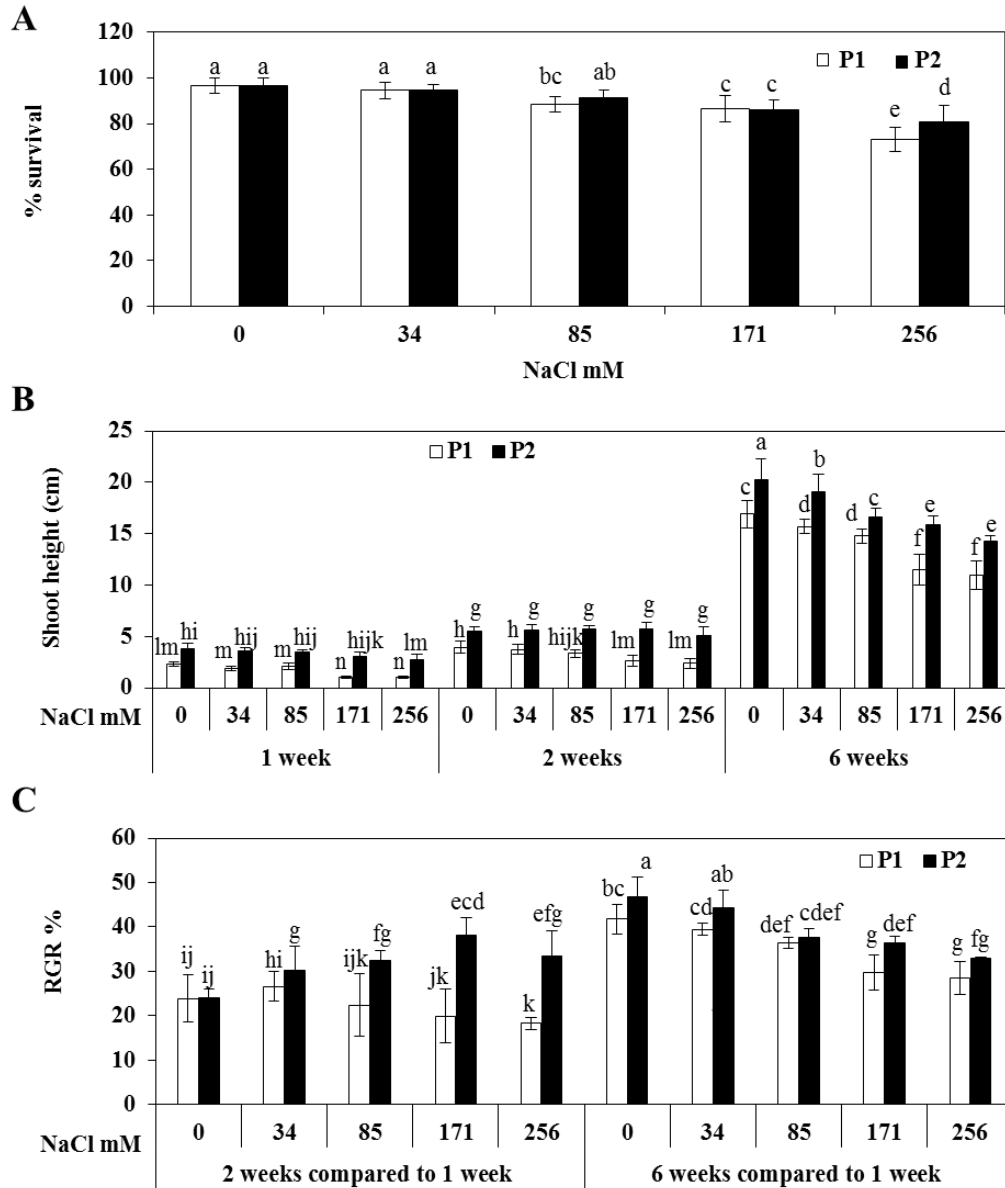 A
120
a a a a bc ab c c e d
P1 P2
100
80
60
40
20
0
% survival
0 34 85 171 256
NaCl mM
B
25
P1 P2
20
15
10
5
0
Shoot height (cm)
lm hi m hij m hij n hijk n lm h g h g hijk g lm g lm g c a d b d c f e f e
NaCl mM 0 34 85 171 256 0 34 85 171 256 0 34 85 171 256
1 week 2 weeks 6 weeks
C
60
P1 P2
50
40
30
20
10
0
RGR %
ij ij hi g ijk fg jk ecd k efg bc a cd ab def cdef g def g fg
NaCl mM 0 34 85 171 256 0 34 85 171 256
2 weeks compared to 1 week 6 weeks compared to 1 week